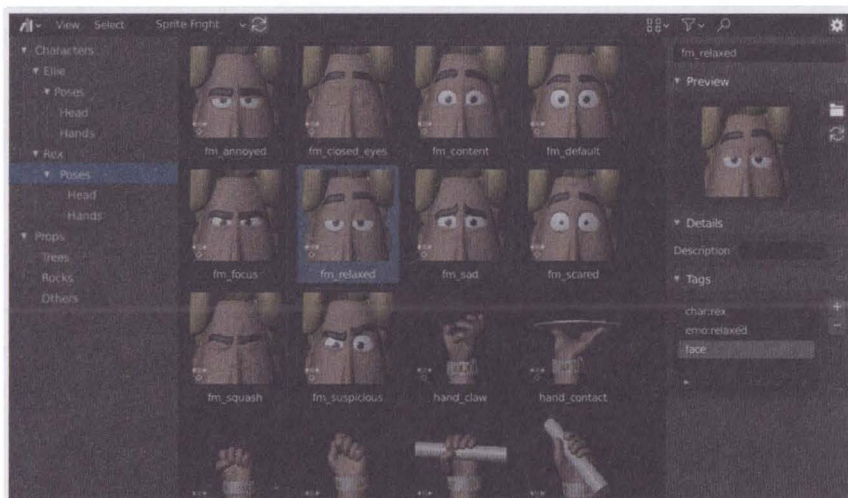 View Select Sprite Fright
Characters
Ellie
Poses
Head
Hands
Rex
Poses
Head
Hands
Props
Trees
Rocks
Others
fm_annoyed fm_closed_eyes fm_content fm_default
fm_focus fm_relaxed fm_sad fm_scared
fm_squash fm_suspicious hand_claw hand_contact
fm_relaxed
Preview
Details
Description
Tags
char:rex
emo:relaxed
face